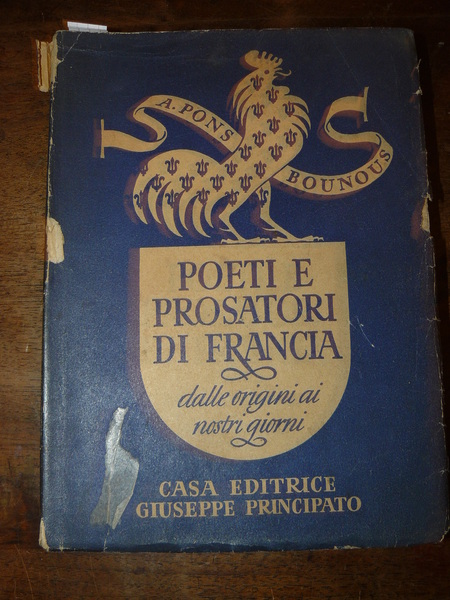 A. PONS
BOUNOUS
POETI E
PROSATORI
DI FRANCIA
dalle origini ai
nostri giorni
CASA EDITRICE
GIUSEPPE PRINCIPATO